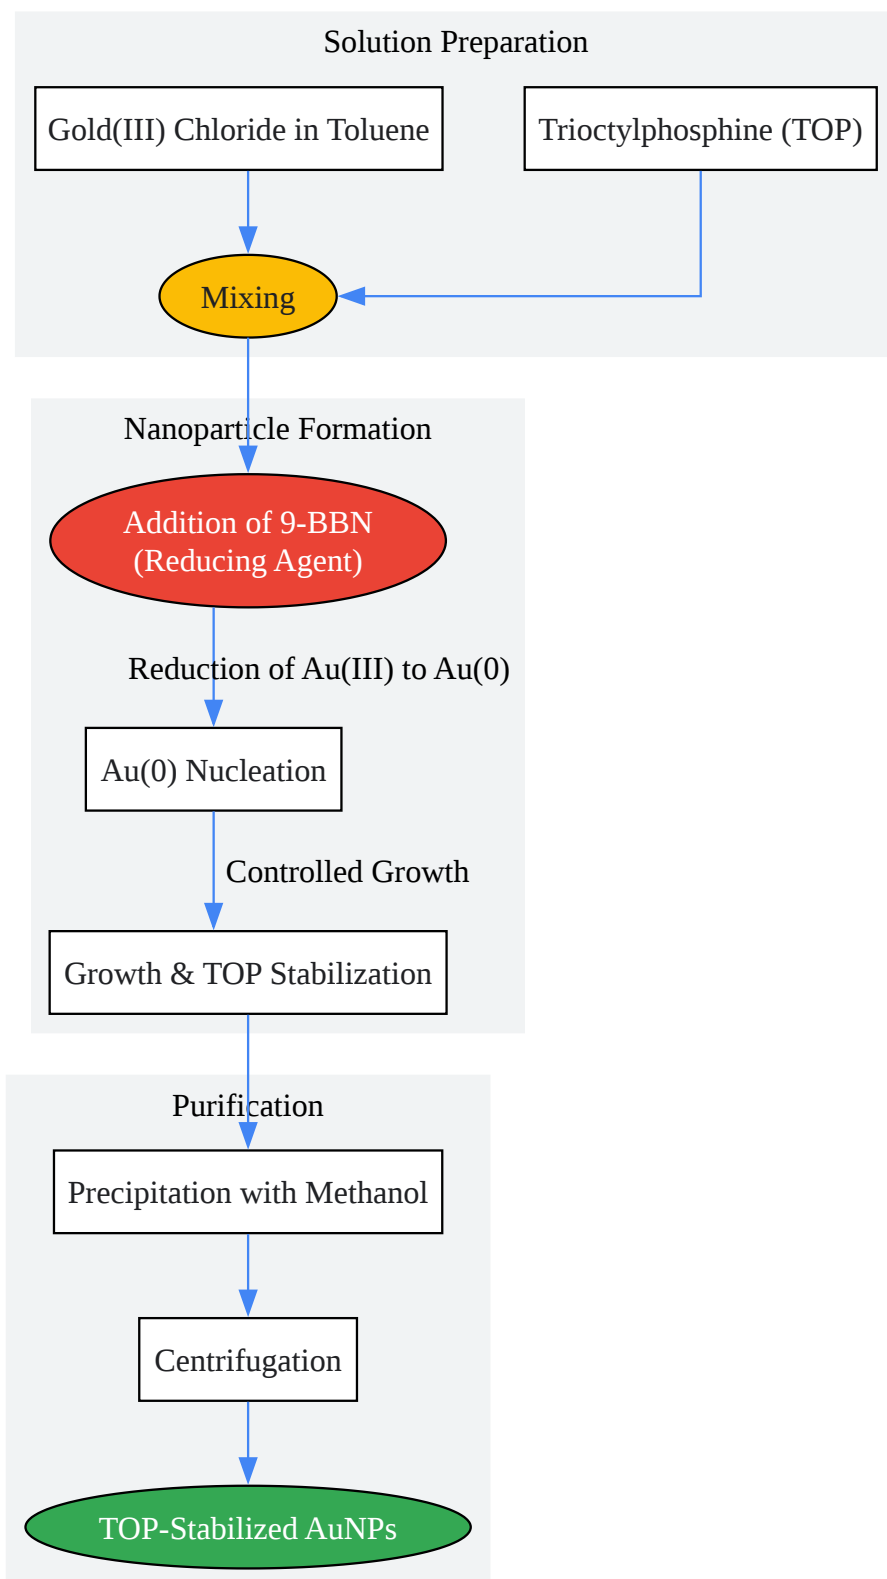 Solution Preparation
Gold(III) Chloride in Toluene
Trioctylphosphine (TOP)
Mixing
Nanoparticle Formation
Addition of 9-BBN
(Reducing Agent)
Reduction of Au(III) to Au(0)
Au(0) Nucleation
Controlled Growth
Growth & TOP Stabilization
Purification
Precipitation with Methanol
Centrifugation
TOP-Stabilized AuNPs